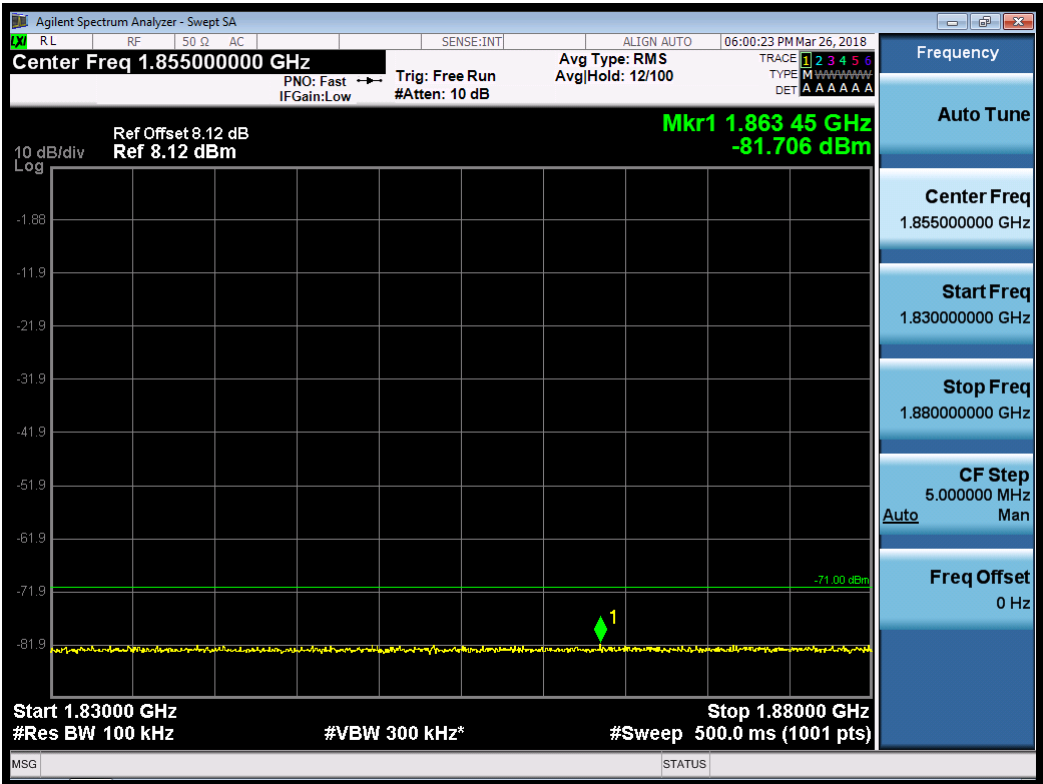 Agilent Spectrum Analyzer - Swept SA
LXI RL RF 50 Ω AC SENSE:INT ALIGN AUTO 06:00:23 PM Mar 26, 2018
Center Freq 1.855000000 GHz
PNO: Fast
IFGain:Low
Trig: Free Run
#Atten: 10 dB
Avg Type: RMS
Avg|Hold: 12/100
TRACE 1 2 3 4 5 6
TYPE M W W W W W
DET A A A A A A
Ref Offset 8.12 dB
10 dB/div Ref 8.12 dBm
Log
Mkr1 1.863 45 GHz
-81.706 dBm
-1.88
-11.9
-21.9
-31.9
-41.9
-51.9
-61.9
-71.9
-81.9
-71.00 dBm
1
Start 1.83000 GHz Stop 1.88000 GHz
#Res BW 100 kHz #VBW 300 kHz* #Sweep 500.0 ms (1001 pts)
MSG STATUS
Frequency
Auto Tune
Center Freq
1.855000000 GHz
Start Freq
1.830000000 GHz
Stop Freq
1.880000000 GHz
CF Step
5.000000 MHz
Auto Man
Freq Offset
0 Hz